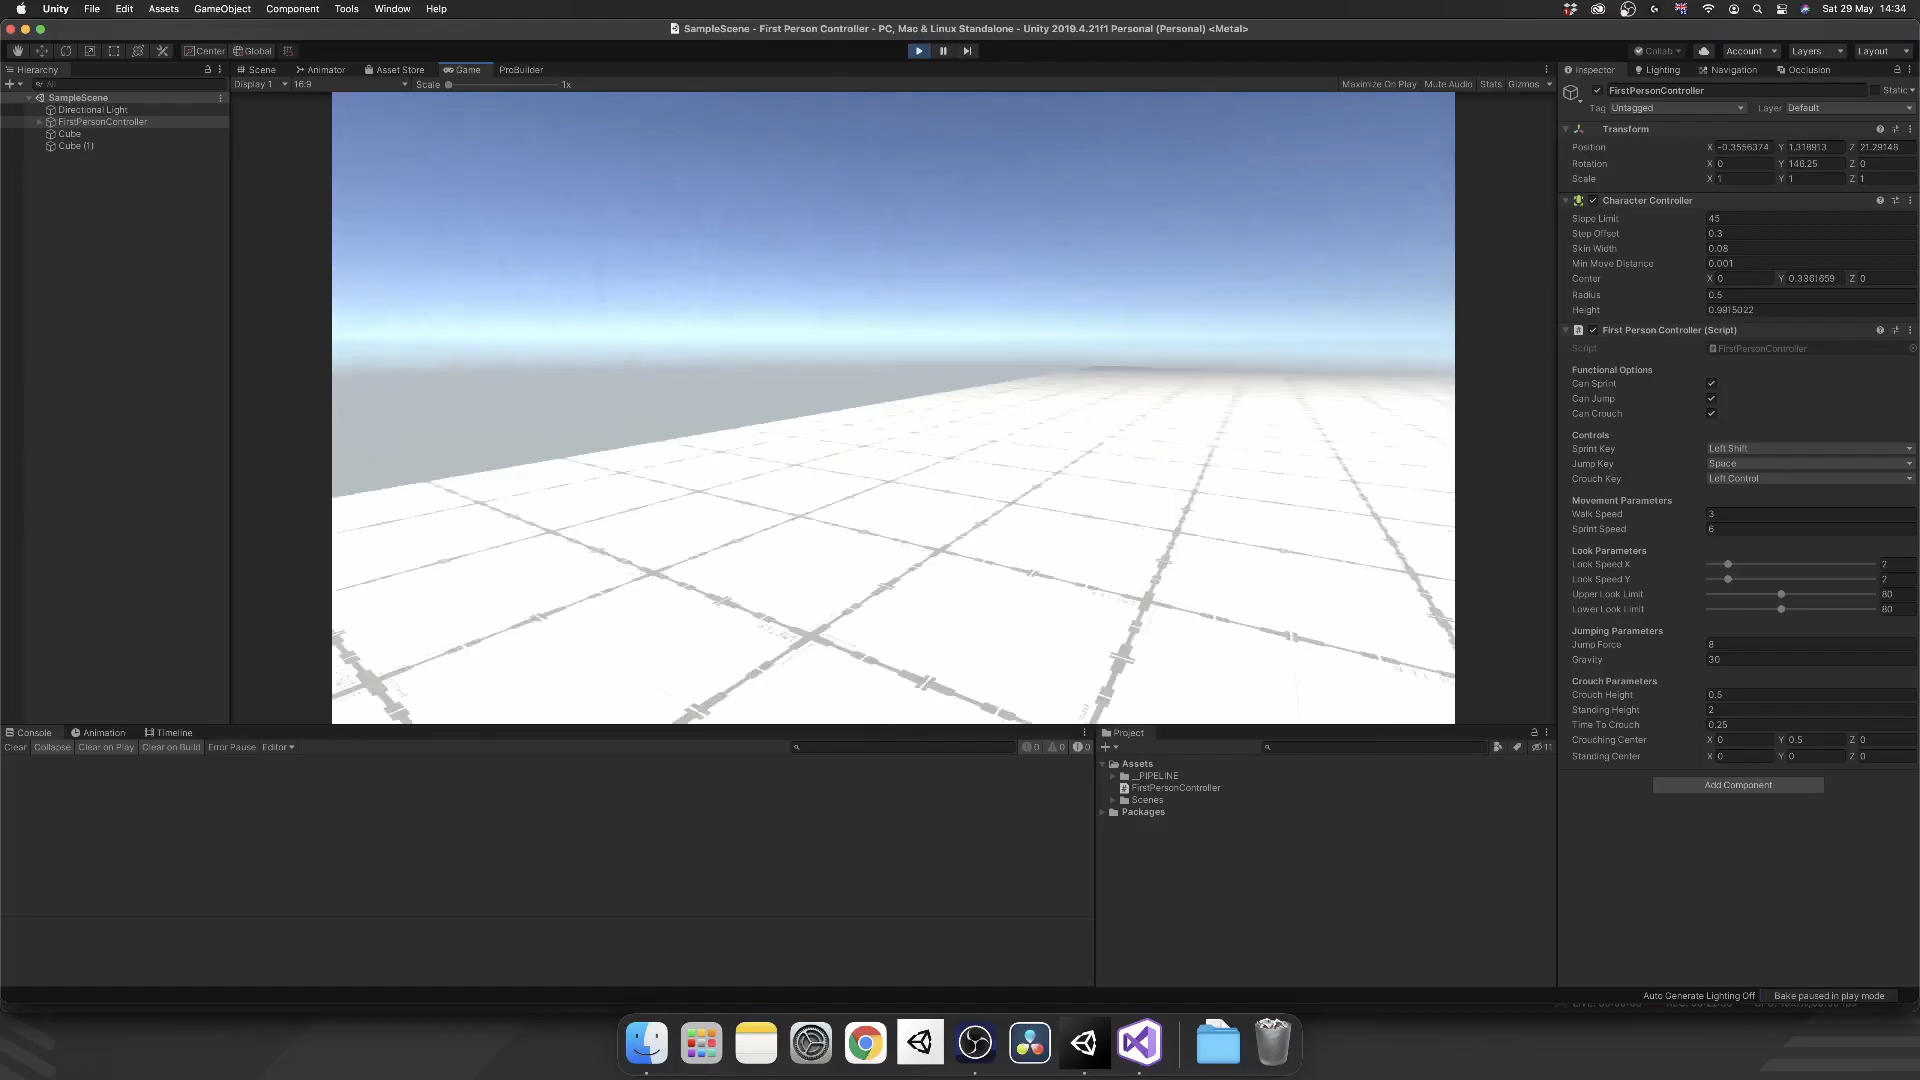 Unity File Edit Assets GameObject Component Tools Window Help Sat 29 May 14:34
SampleScene - First Person Controller - PC, Mac & Linux Standalone - Unity 2019.4.21f1 Personal (Personal) <Metal>
Center Global Collab Account Layers Layout
Hierarchy Scene Animator Asset Store Game ProBuilder Inspector Lighting Navigation Occlusion
All Display 1 16:9 Scale 1x Maximize On Play Mute Audio Stats Gizmos
FirstPersonController Static
SampleScene
Directional Light
FirstPersonController
Cube
Cube (1)
Tag Untagged Layer Default
Transform
Position X -0.3556374 Y 1.318913 Z 21.29148
Rotation X 0 Y 146.25 Z 0
Scale X 1 Y 1 Z 1
Character Controller
Slope Limit 45
Step Offset 0.3
Skin Width 0.08
Min Move Distance 0.001
Center X 0 Y 0.3361659 Z 0
Radius 0.5
Height 0.9915022
First Person Controller (Script)
Script FirstPersonController
Functional Options
Can Sprint
Can Jump
Can Crouch
Controls
Sprint Key Left Shift
Jump Key Space
Crouch Key Left Control
Movement Parameters
Walk Speed 3
Sprint Speed 6
Look Parameters
Look Speed X 2
Look Speed Y 2
Upper Look Limit 80
Lower Look Limit 80
Jumping Parameters
Jump Force 8
Gravity 30
Crouch Parameters
Crouch Height 0.5
Standing Height 2
Time To Crouch 0.25
Crouching Center X 0 Y 0.5 Z 0
Standing Center X 0 Y 0 Z 0
Add Component
Console Animation Timeline
Clear Collapse Clear on Play Clear on Build Error Pause Editor 0 0 0
Project
11
Assets
__PIPELINE
FirstPersonController
Scenes
Packages
Auto Generate Lighting Off Bake paused in play mode